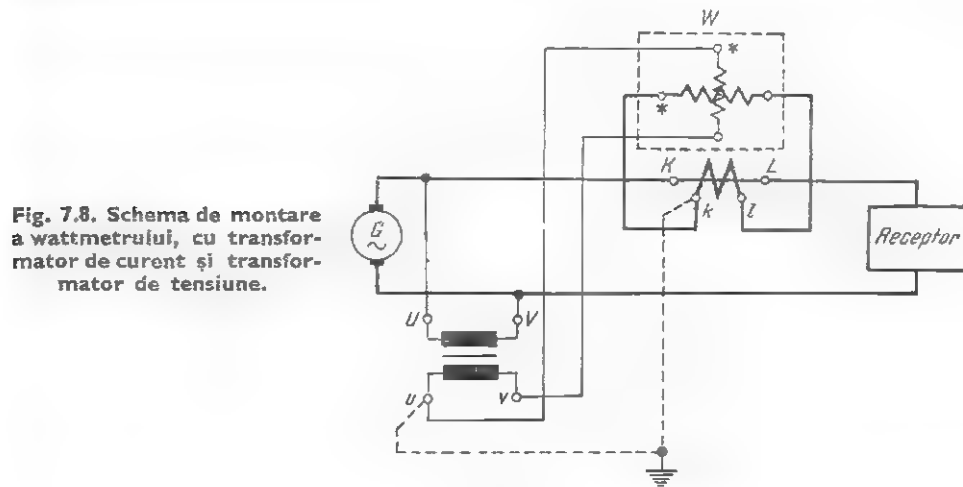 Fig. 7.8. Schema de montare
a wattmetrului, cu transfor-
mator de curent și transfor-
mator de tensiune.
W
*
*
K
L
k
l
G
~
Receptor
U
V
u
v